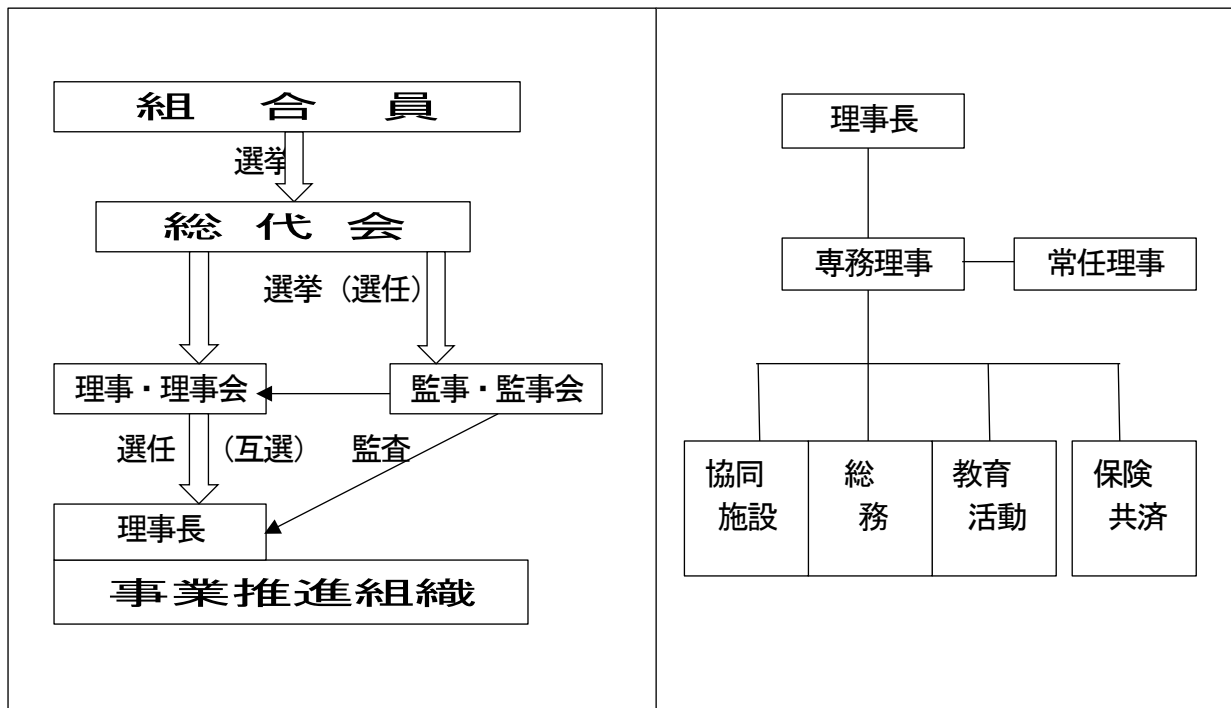 組合員
選挙
総代会
選挙（選任）
理事・理事会
監事・監事会
選任（互選）
監査
理事長
事業推進組織
理事長
専務理事
常任理事
協同
施設
総
務
教育
活動
保険
共済